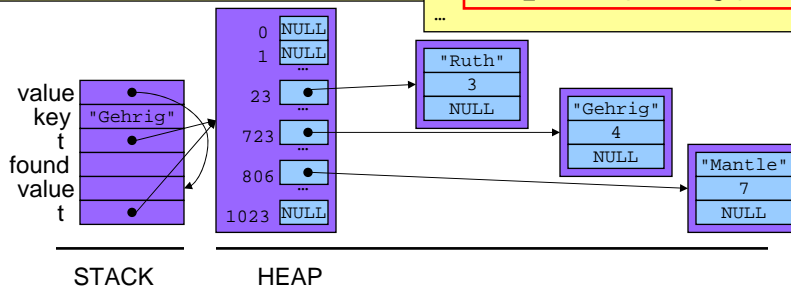 …
0 NULL
1 NULL
…
23
…
723
…
806
…
1023 NULL
value
key "Gehrig"
t
found
value
t
"Ruth"
3
NULL
"Gehrig"
4
NULL
"Mantle"
7
NULL
STACK HEAP